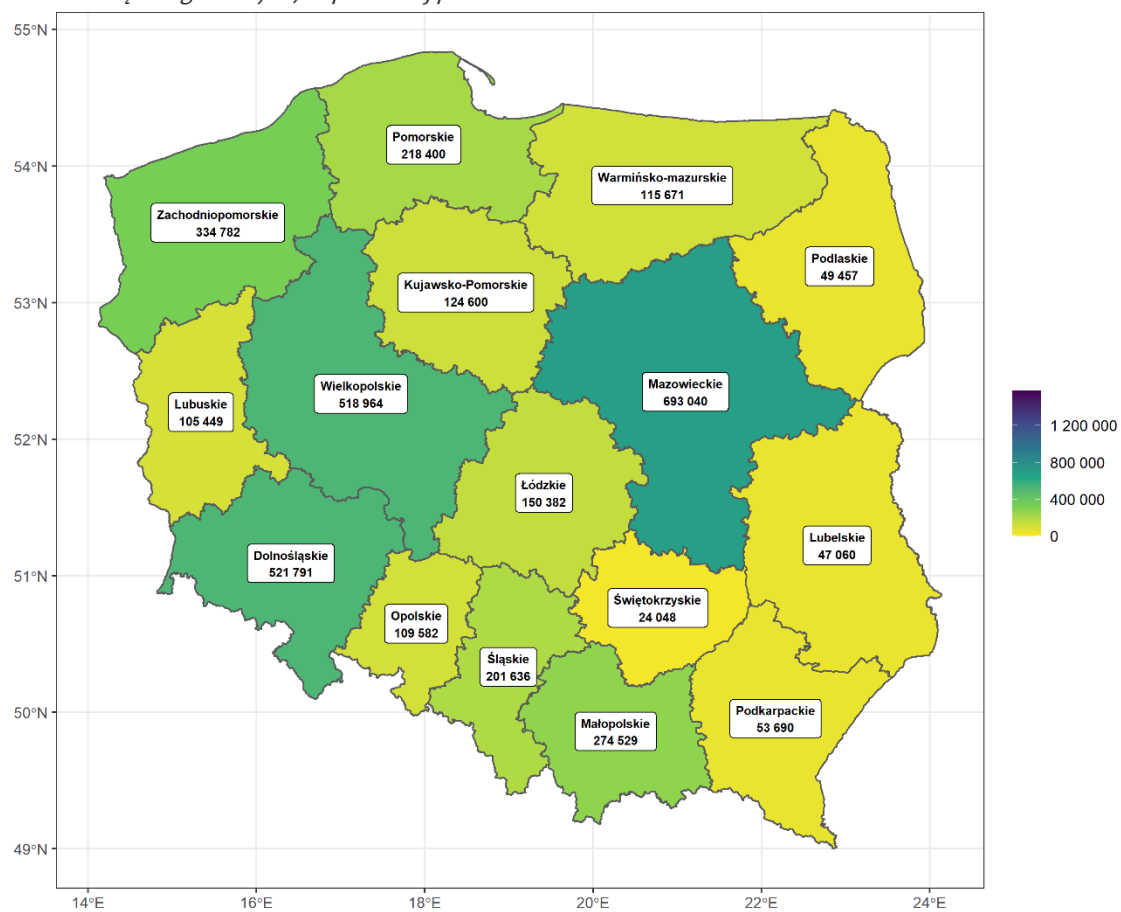 55°N
54°N
53°N
52°N
51°N
50°N
49°N
Pomorskie
218 400
Warmińsko-mazurskie
115 671
Zachodniopomorskie
334 782
Podlaskie
49 457
Kujawsko-Pomorskie
124 600
Wielkopolskie
518 964
Mazowieckie
693 040
Lubuskie
105 449
Łódzkie
150 382
Lubelskie
47 060
Dolnośląskie
521 791
Świętokrzyskie
24 048
Opolskie
109 582
Śląskie
201 636
Małopolskie
274 529
Podkarpackie
53 690
1 200 000
800 000
400 000
0
14°E
16°E
18°E
20°E
22°E
24°E